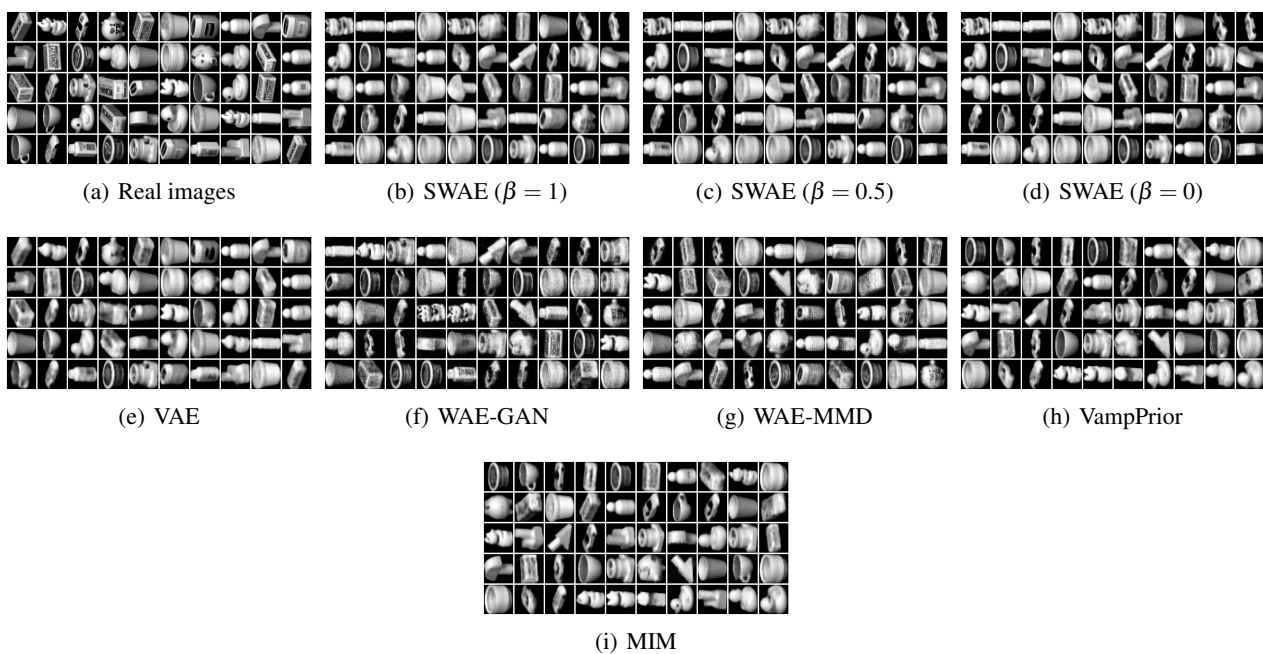 (a) Real images
(b) SWAE (β = 1)
(c) SWAE (β = 0.5)
(d) SWAE (β = 0)
(e) VAE
(f) WAE-GAN
(g) WAE-MMD
(h) VampPrior
(i) MIM